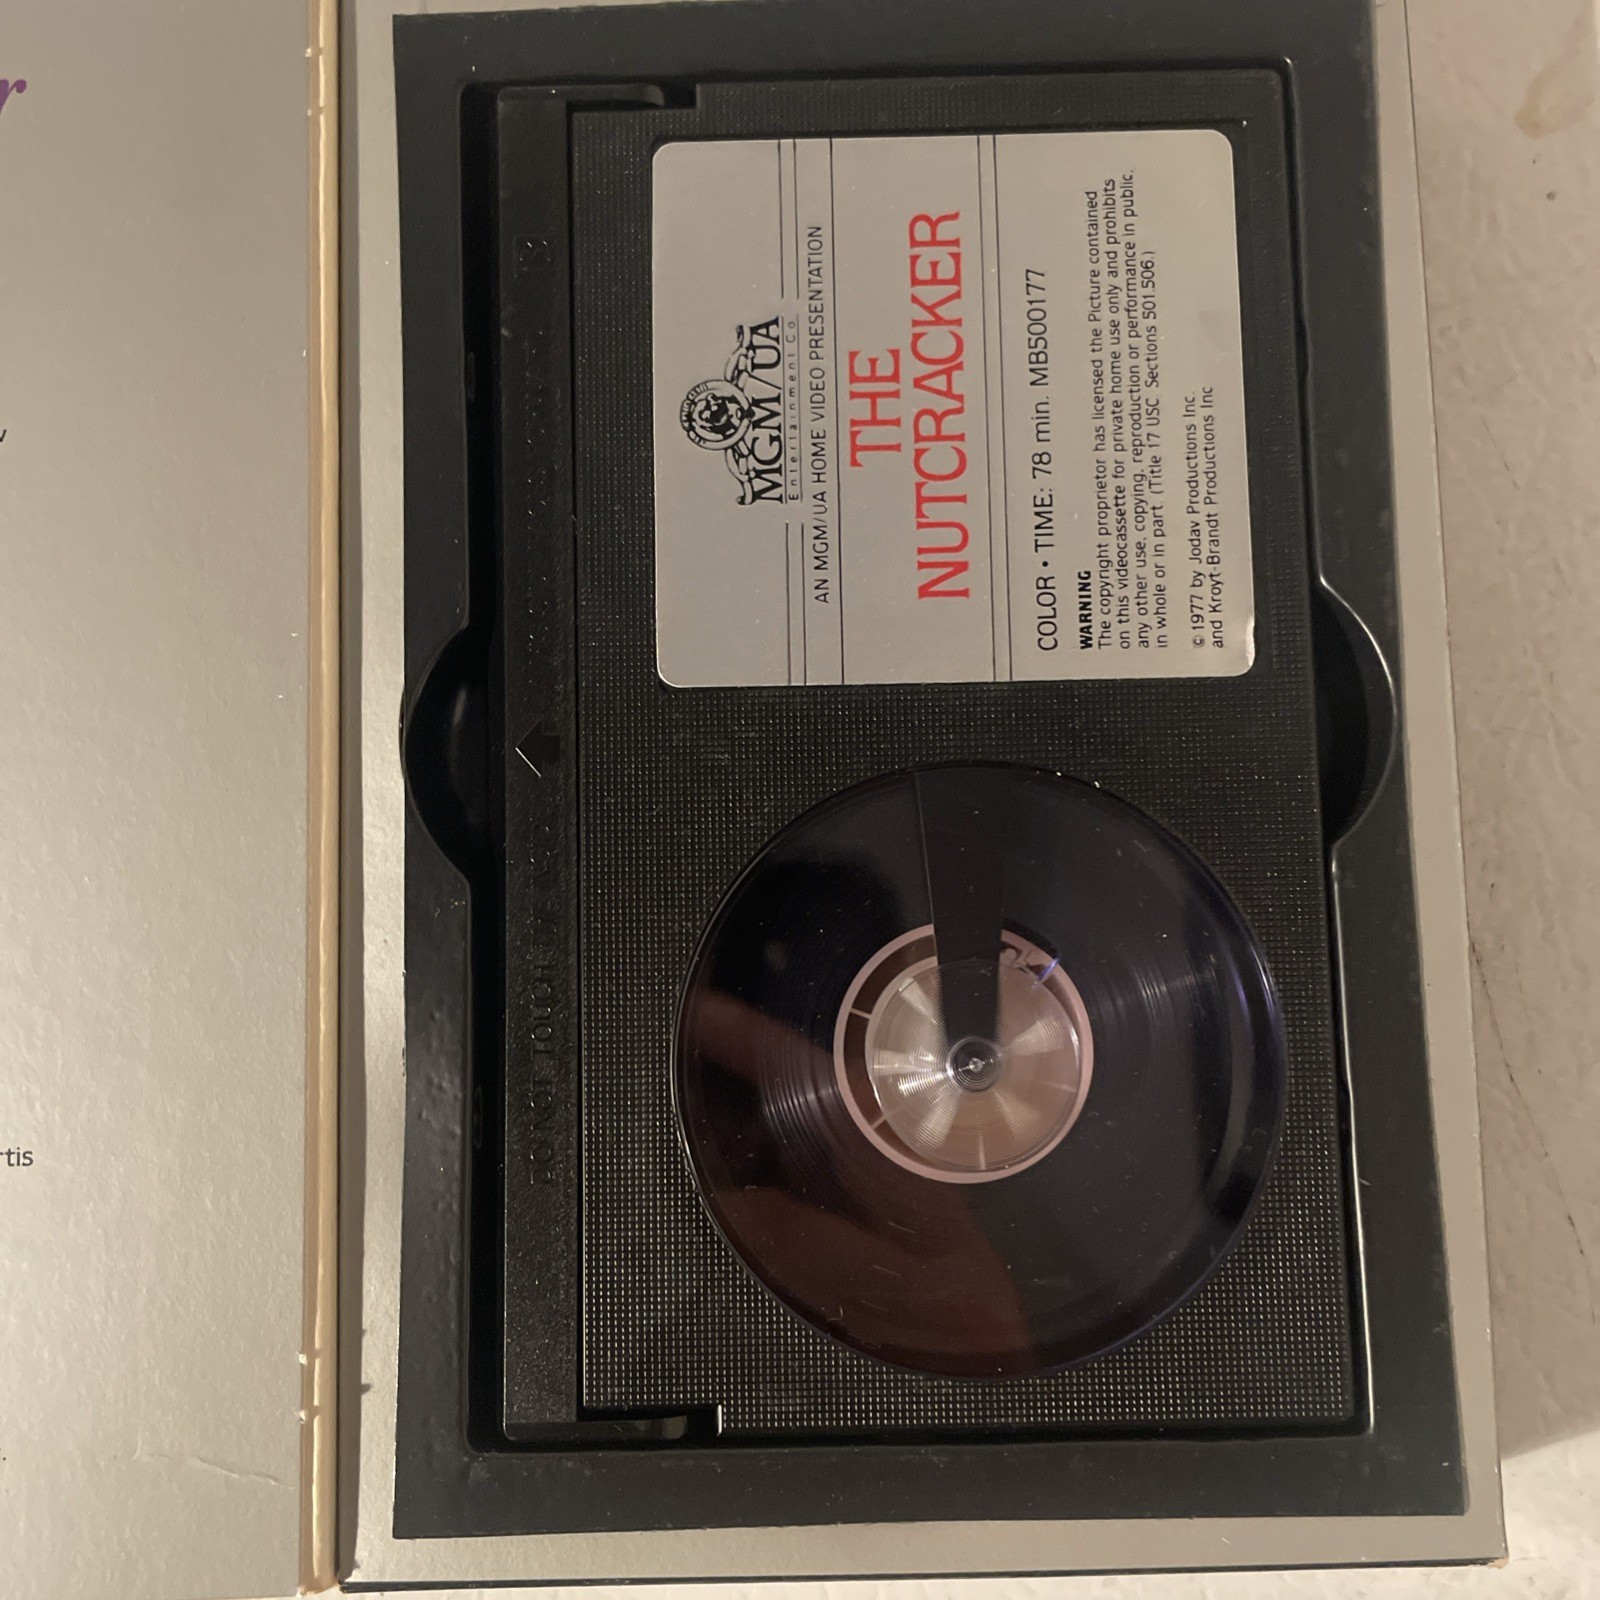 MGM/UA
Entertainment Co.
AN MGM/UA HOME VIDEO PRESENTATION
THE
NUTCRACKER
COLOR • TIME: 78 min. MB500177
WARNING
The copyright proprietor has licensed the Picture contained
on this videocassette for private home use only and prohibits
any other use, copying, reproduction or performance in public,
in whole or in part. (Title 17 USC. Sections 501.506.)
© 1977 by Jodav Productions Inc.
and Kroyt-Brandt Productions Inc
DO NOT TOUCH
rtis